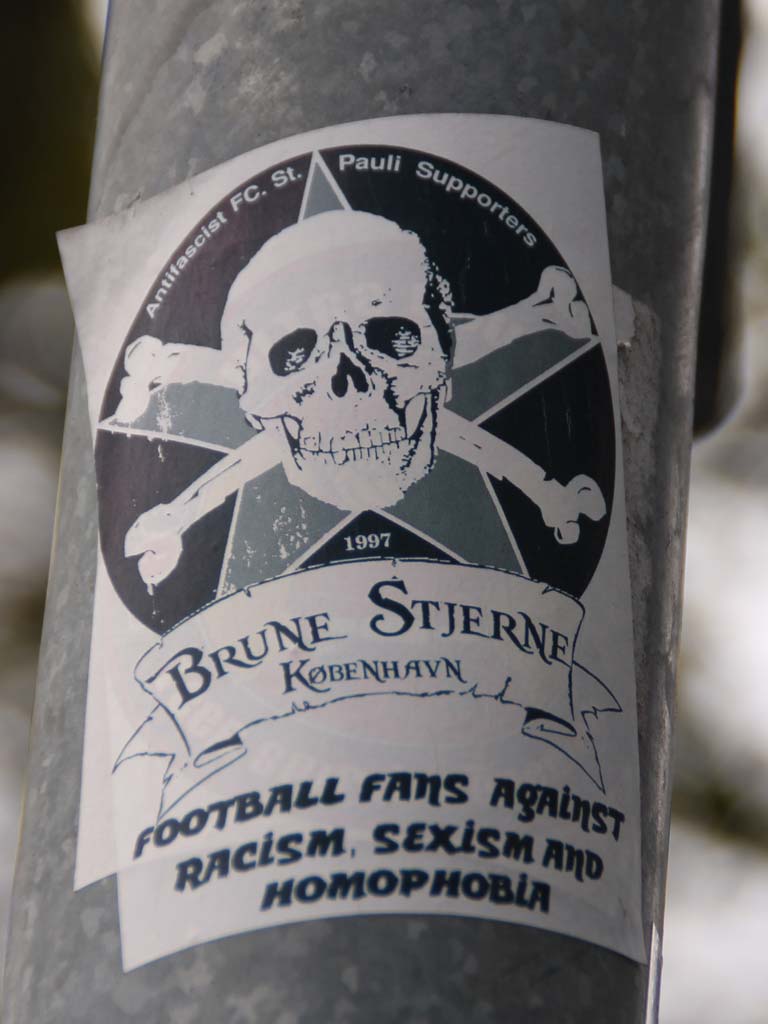 Antifascist FC. St. Pauli Supporters
1997
BRUNE STJERNE
KØBENHAVN
FOOTBALL FANS AGAINST
RACISM, SEXISM AND
HOMOPHOBIA